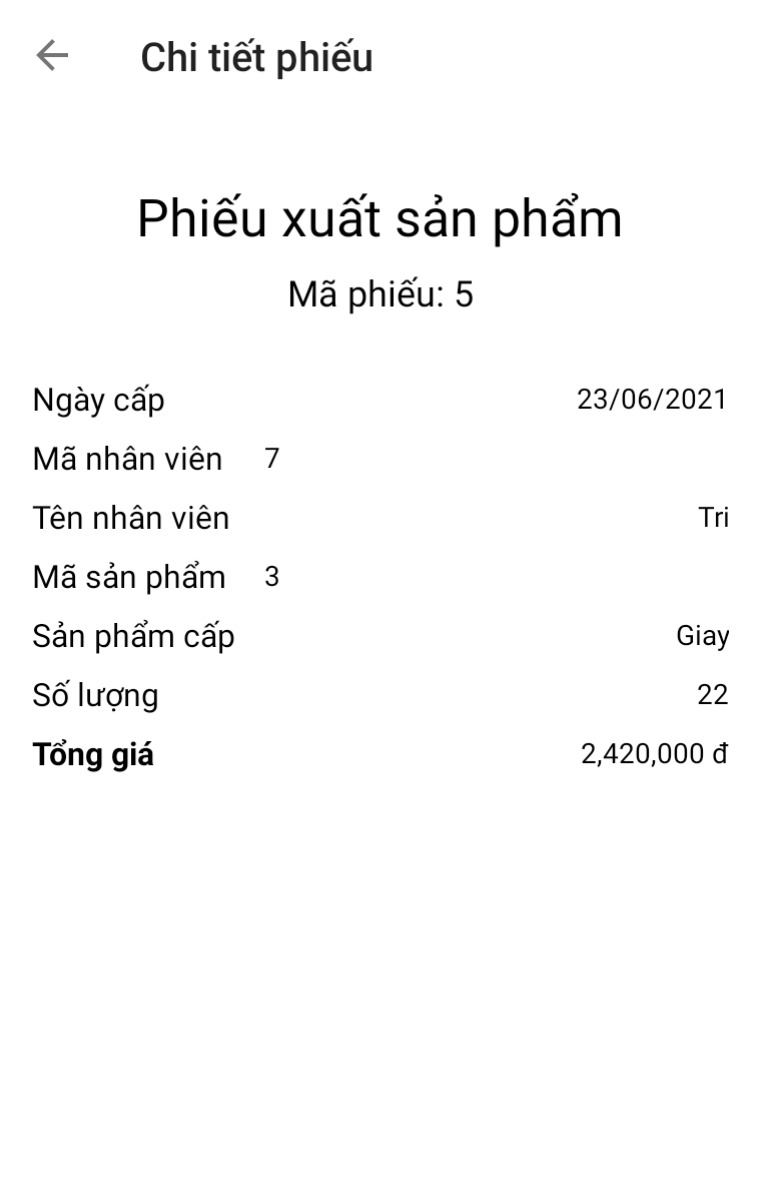 Chi tiết phiếu
Phiếu xuất sản phẩm
Mã phiếu: 5
Ngày cấp 23/06/2021
Mã nhân viên 7
Tên nhân viên Tri
Mã sản phẩm 3
Sản phẩm cấp Giay
Số lượng 22
Tổng giá 2,420,000 đ